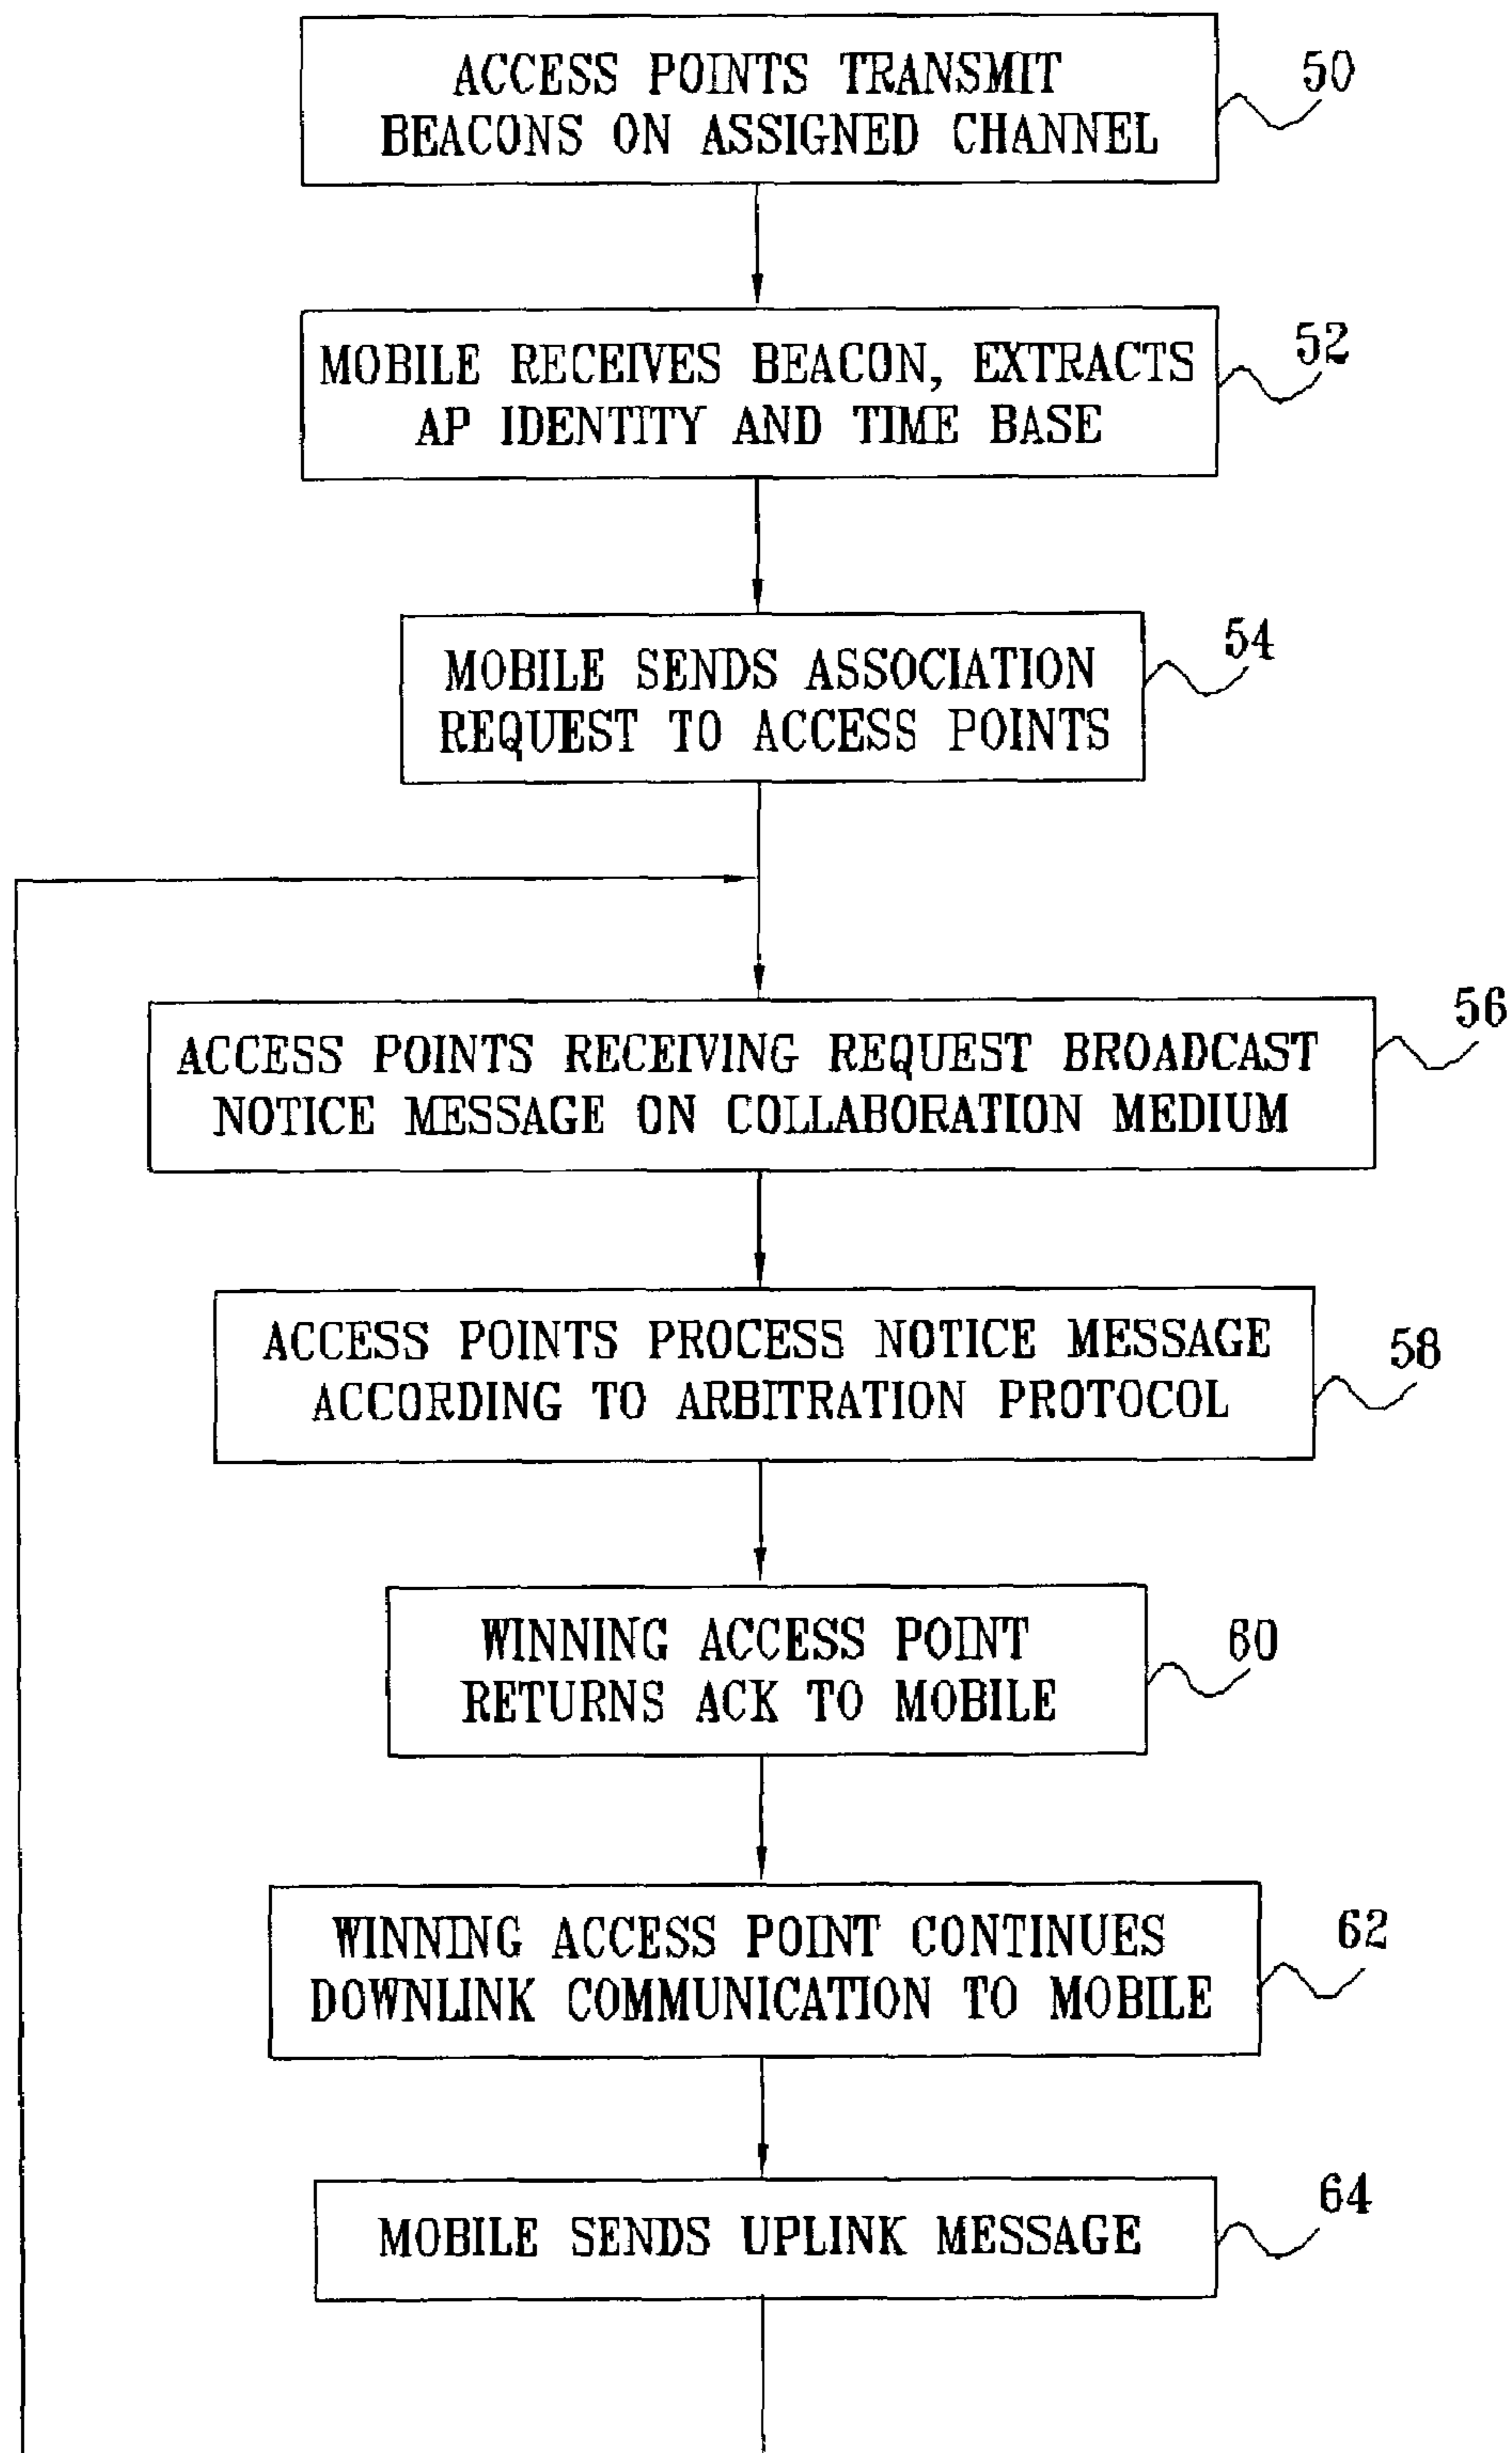 ACCESS POINTS TRANSMIT
BEACONS ON ASSIGNED CHANNEL
50
MOBILE RECEIVES BEACON, EXTRACTS
AP IDENTITY AND TIME BASE
52
MOBILE SENDS ASSOCIATION
REQUEST TO ACCESS POINTS
54
ACCESS POINTS RECEIVING REQUEST BROADCAST
NOTICE MESSAGE ON COLLABORATION MEDIUM
56
ACCESS POINTS PROCESS NOTICE MESSAGE
ACCORDING TO ARBITRATION PROTOCOL
58
WINNING ACCESS POINT
RETURNS ACK TO MOBILE
60
WINNING ACCESS POINT CONTINUES
DOWNLINK COMMUNICATION TO MOBILE
62
MOBILE SENDS UPLINK MESSAGE
64